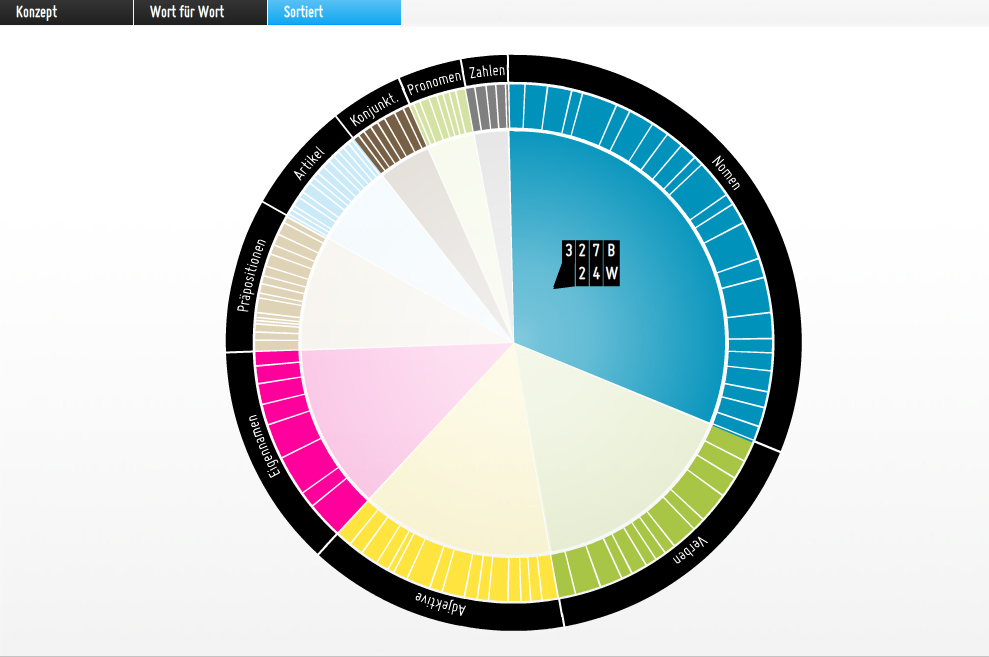 Konzept
Wort für Wort
Sortiert
Zahlen
Pronomen
Konjunkt.
Artikel
Nomen
Präpositionen
327B
24W
Eigennamen
Verben
Adjektive